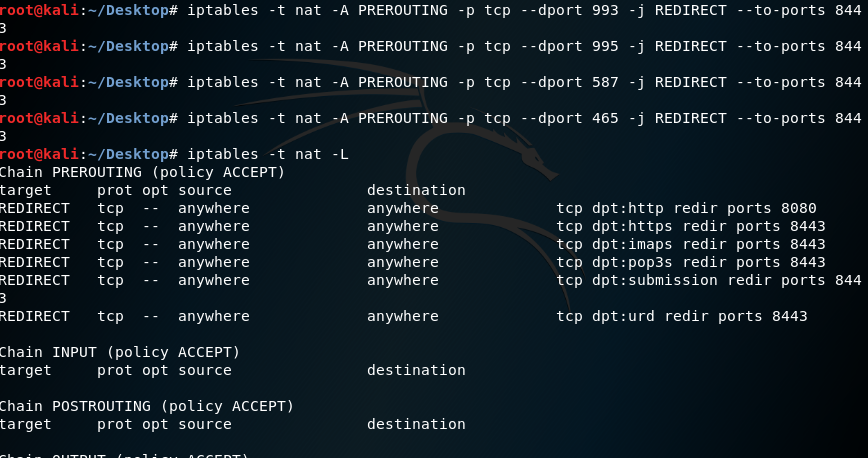 root@kali:~/Desktop# iptables -t nat -A PREROUTING -p tcp --dport 993 -j REDIRECT --to-ports 844
3
root@kali:~/Desktop# iptables -t nat -A PREROUTING -p tcp --dport 995 -j REDIRECT --to-ports 844
3
root@kali:~/Desktop# iptables -t nat -A PREROUTING -p tcp --dport 587 -j REDIRECT --to-ports 844
3
root@kali:~/Desktop# iptables -t nat -A PREROUTING -p tcp --dport 465 -j REDIRECT --to-ports 844
3
root@kali:~/Desktop# iptables -t nat -L
Chain PREROUTING (policy ACCEPT)
target     prot opt source               destination
REDIRECT   tcp  --  anywhere             anywhere             tcp dpt:http redir ports 8080
REDIRECT   tcp  --  anywhere             anywhere             tcp dpt:https redir ports 8443
REDIRECT   tcp  --  anywhere             anywhere             tcp dpt:imaps redir ports 8443
REDIRECT   tcp  --  anywhere             anywhere             tcp dpt:pop3s redir ports 8443
REDIRECT   tcp  --  anywhere             anywhere             tcp dpt:submission redir ports 844
3
REDIRECT   tcp  --  anywhere             anywhere             tcp dpt:urd redir ports 8443
Chain INPUT (policy ACCEPT)
target     prot opt source               destination
Chain POSTROUTING (policy ACCEPT)
target     prot opt source               destination
Chain OUTPUT (policy ACCEPT)